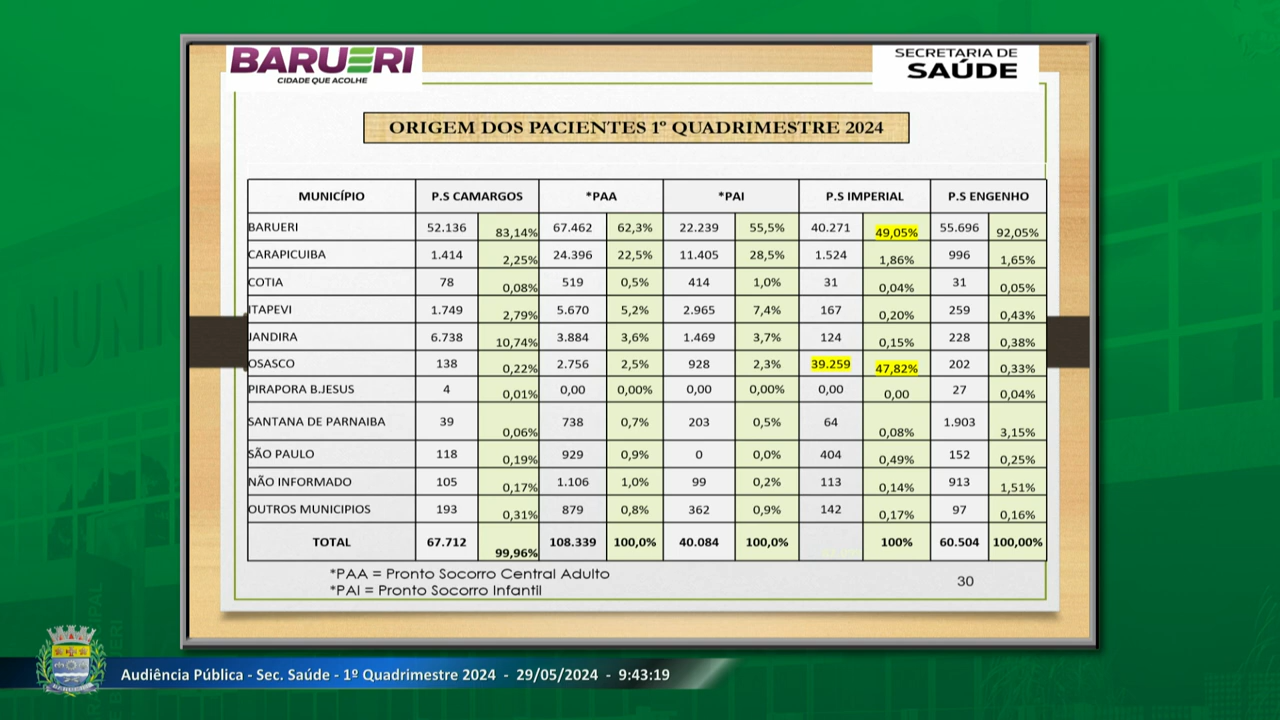 BARUERI
CIDADE QUE ACOLHE
SECRETARIA DE
SAÚDE
ORIGEM DOS PACIENTES 1º QUADRIMESTRE 2024
MUNICÍPIO P.S CAMARGOS *PAA *PAI P.S IMPERIAL P.S ENGENHO
BARUERI 52.136 83,14% 67.462 62,3% 22.239 55,5% 40.271 49,05% 55.696 92,05%
CARAPICUIBA 1.414 2,25% 24.396 22,5% 11.405 28,5% 1.524 1,86% 996 1,65%
COTIA 78 0,08% 519 0,5% 414 1,0% 31 0,04% 31 0,05%
ITAPEVI 1.749 2,79% 5.670 5,2% 2.965 7,4% 167 0,20% 259 0,43%
JANDIRA 6.738 10,74% 3.884 3,6% 1.469 3,7% 124 0,15% 228 0,38%
OSASCO 138 0,22% 2.756 2,5% 928 2,3% 39.259 47,82% 202 0,33%
PIRAPORA B.JESUS 4 0,01% 0,00 0,00% 0,00 0,00% 0,00 0,00 27 0,04%
SANTANA DE PARNAIBA 39 0,06% 738 0,7% 203 0,5% 64 0,08% 1.903 3,15%
SÃO PAULO 118 0,19% 929 0,9% 0 0,0% 404 0,49% 152 0,25%
NÃO INFORMADO 105 0,17% 1.106 1,0% 99 0,2% 113 0,14% 913 1,51%
OUTROS MUNICIPIOS 193 0,31% 879 0,8% 362 0,9% 142 0,17% 97 0,16%
TOTAL 67.712 99,96% 108.339 100,0% 40.084 100,0% 100% 60.504 100,00%
*PAA = Pronto Socorro Central Adulto
*PAI = Pronto Socorro Infantil
30
Audiência Pública - Sec. Saúde - 1º Quadrimestre 2024 - 29/05/2024 - 9:43:19